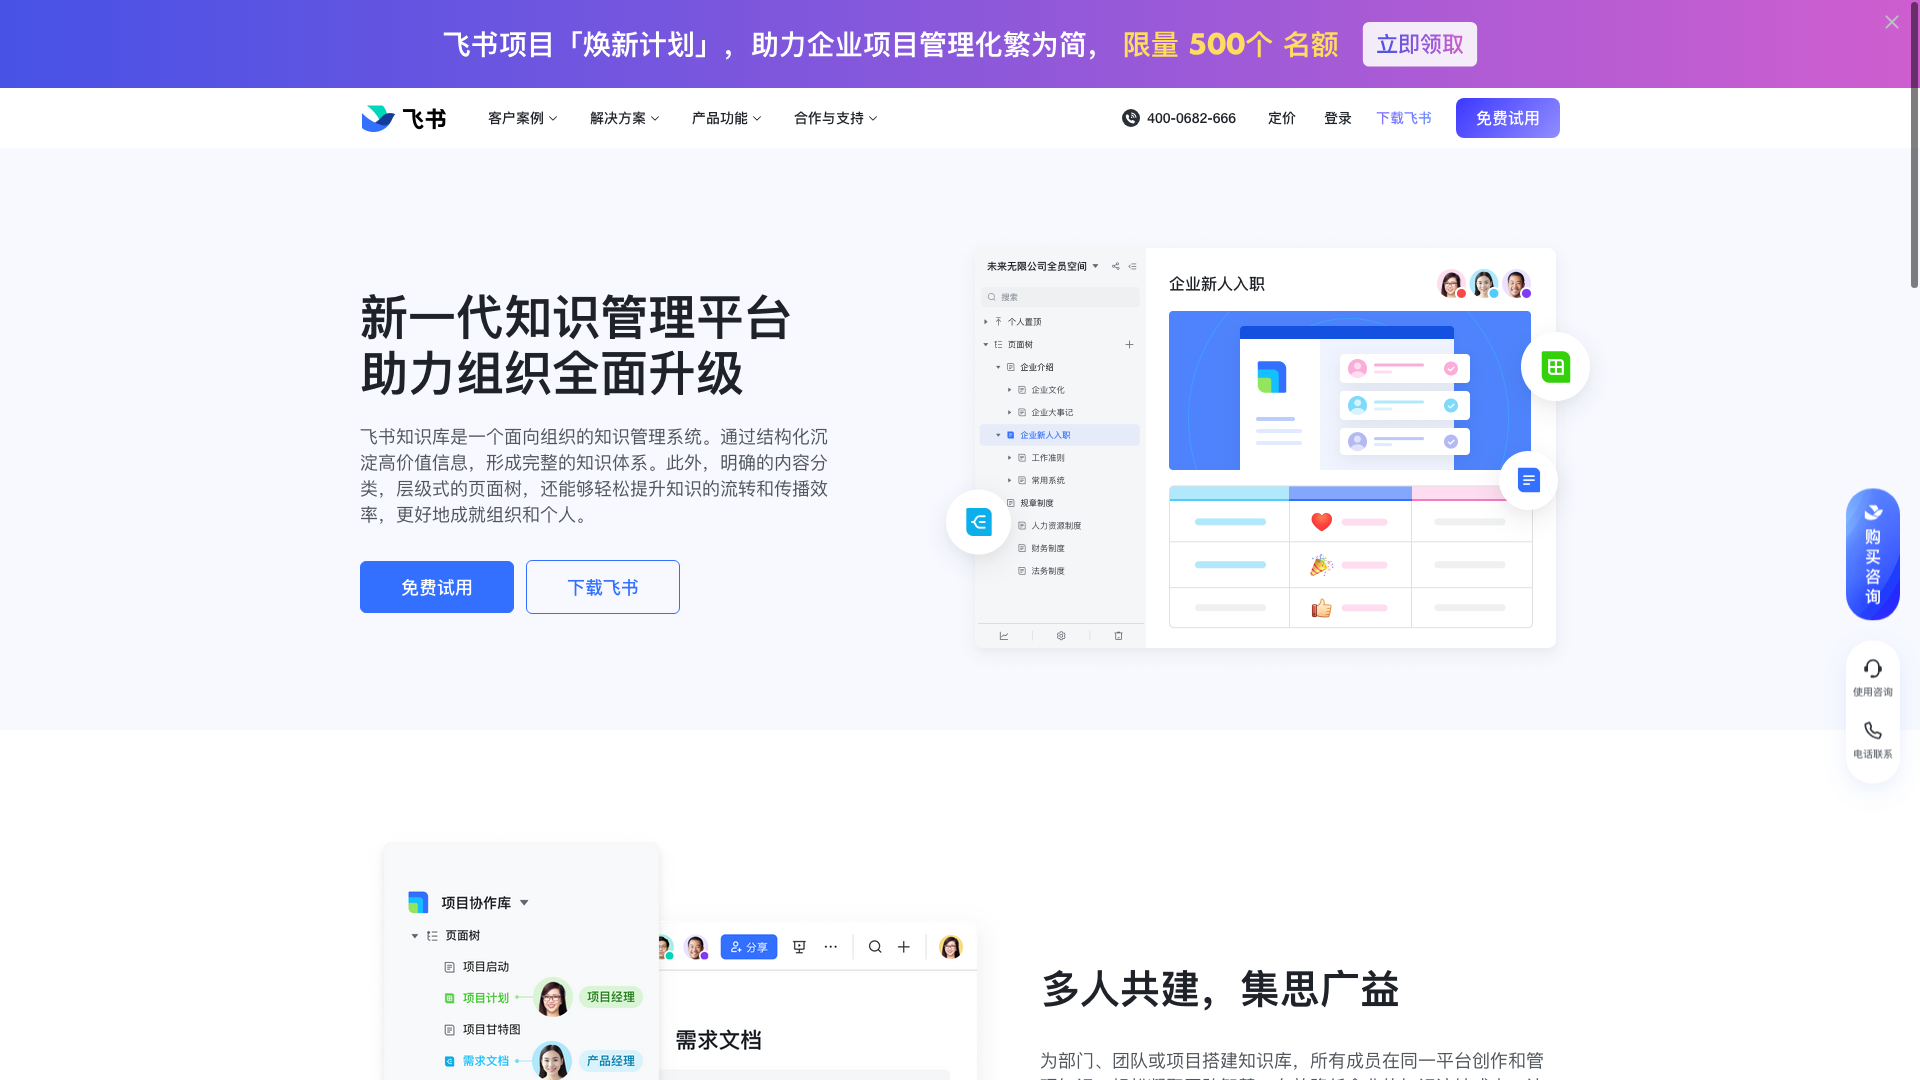 飞书项目「焕新计划」，助力企业项目管理化繁为简， 限量 500个 名额 立即领取
飞书 客户案例 解决方案 产品功能 合作与支持 400-0682-666 定价 登录 下载飞书 免费试用
新一代知识管理平台
助力组织全面升级
飞书知识库是一个面向组织的知识管理系统。通过结构化沉
淀高价值信息，形成完整的知识体系。此外，明确的内容分
类，层级式的页面树，还能够轻松提升知识的流转和传播效
率，更好地成就组织和个人。
免费试用 下载飞书
未来无限公司全员空间
搜索
个人置顶
页面树
企业介绍
企业文化
企业大事记
企业新人入职
工作准则
常用系统
规章制度
人力资源制度
财务制度
法务制度
企业新人入职
购买咨询
使用咨询
电话联系
项目协作库
页面树
项目启动
项目计划 项目经理
项目甘特图
需求文档 产品经理
分享
需求文档
多人共建，集思广益
为部门、团队或项目搭建知识库，所有成员在同一平台创作和管